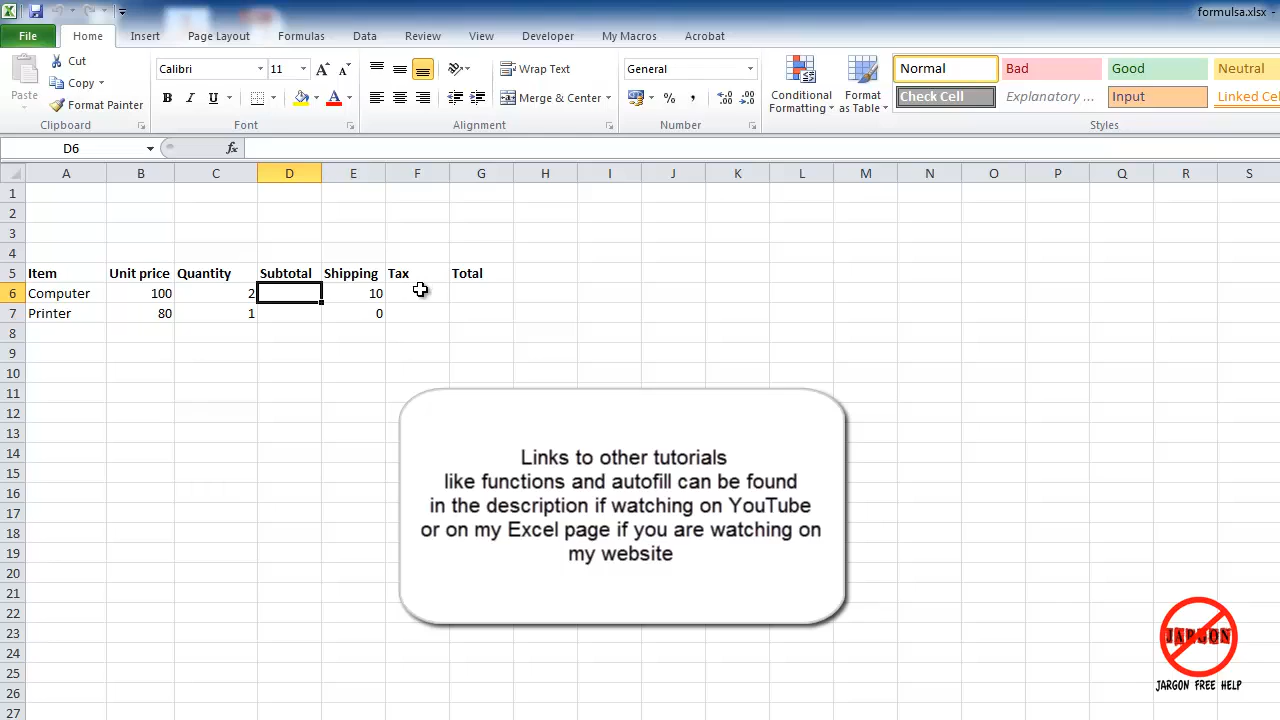 formulsa.xlsx -
File Home Insert Page Layout Formulas Data Review View Developer My Macros Acrobat
Paste Cut Copy Format Painter Clipboard
Calibri 11 B I U A A A Font
Wrap Text Merge & Center Alignment
General % , .00 .0 Number
Conditional Formatting Format as Table
Normal Bad Good Neutral
Check Cell Explanatory ... Input Linked Cel
Styles
D6 fx
A B C D E F G H I J K L M N O P Q R S
1
2
3
4
5 Item Unit price Quantity Subtotal Shipping Tax Total
6 Computer 100 2 10
7 Printer 80 1 0
8
9
10
11
12
13
14
15
16
17
18
19
20
21
22
23
24
25
26
27
Links to other tutorials
like functions and autofill can be found
in the description if watching on YouTube
or on my Excel page if you are watching on
my website
JARGON
JARGON FREE HELP